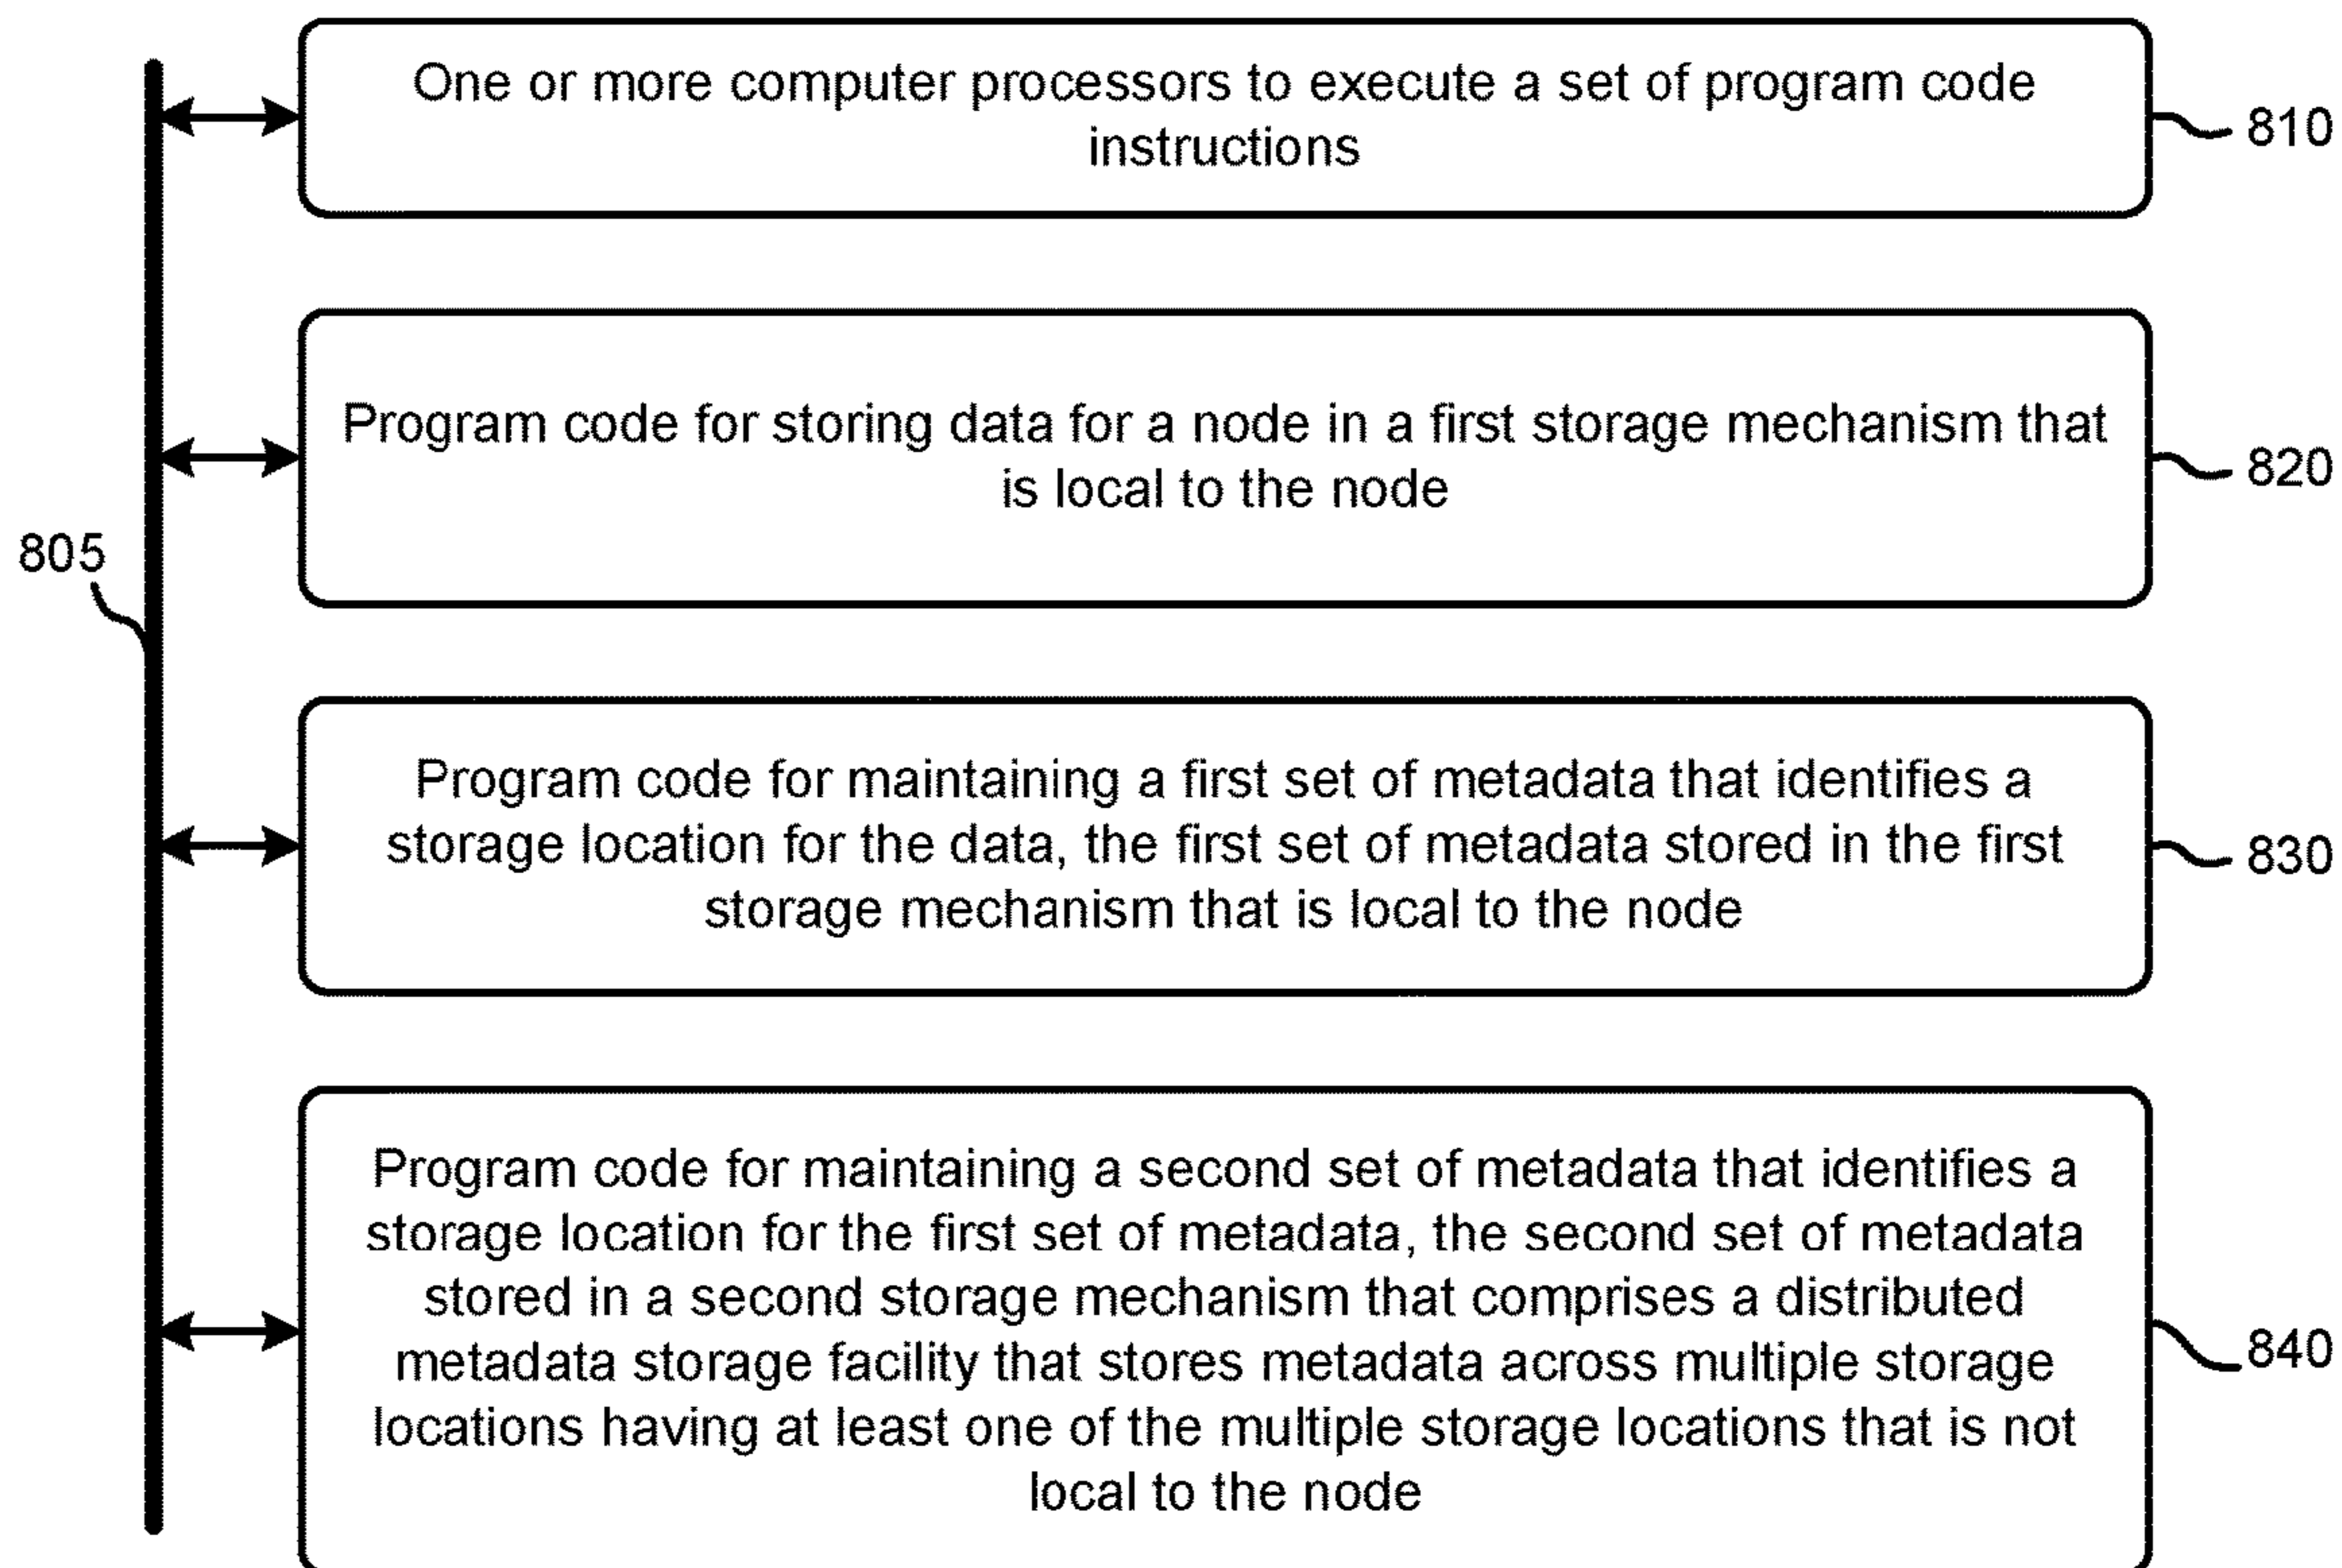 One or more computer processors to execute a set of program code
instructions
810
Program code for storing data for a node in a first storage mechanism that
is local to the node
820
805
Program code for maintaining a first set of metadata that identifies a
storage location for the data, the first set of metadata stored in the first
storage mechanism that is local to the node
830
Program code for maintaining a second set of metadata that identifies a
storage location for the first set of metadata, the second set of metadata
stored in a second storage mechanism that comprises a distributed
metadata storage facility that stores metadata across multiple storage
locations having at least one of the multiple storage locations that is not
local to the node
840